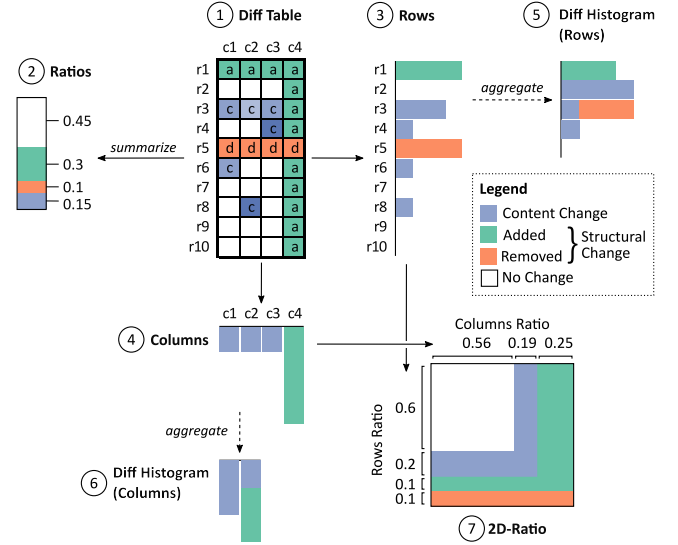 1 Diff Table
c1 c2 c3 c4
r1 a a a a
r2 a
r3 c c c a
r4 c a
r5 d d d d
r6 c a
r7 a
r8 c a
r9 a
r10 a
2 Ratios
0.45
0.3
0.1
0.15
summarize
3 Rows
aggregate
5 Diff Histogram
(Rows)
Legend
Content Change
Added
Removed
} Structural
Change
No Change
4 Columns
c1 c2 c3 c4
aggregate
6 Diff Histogram
(Columns)
Columns Ratio
0.56 0.19 0.25
Rows Ratio
0.6
0.2
0.1
0.1
7 2D-Ratio